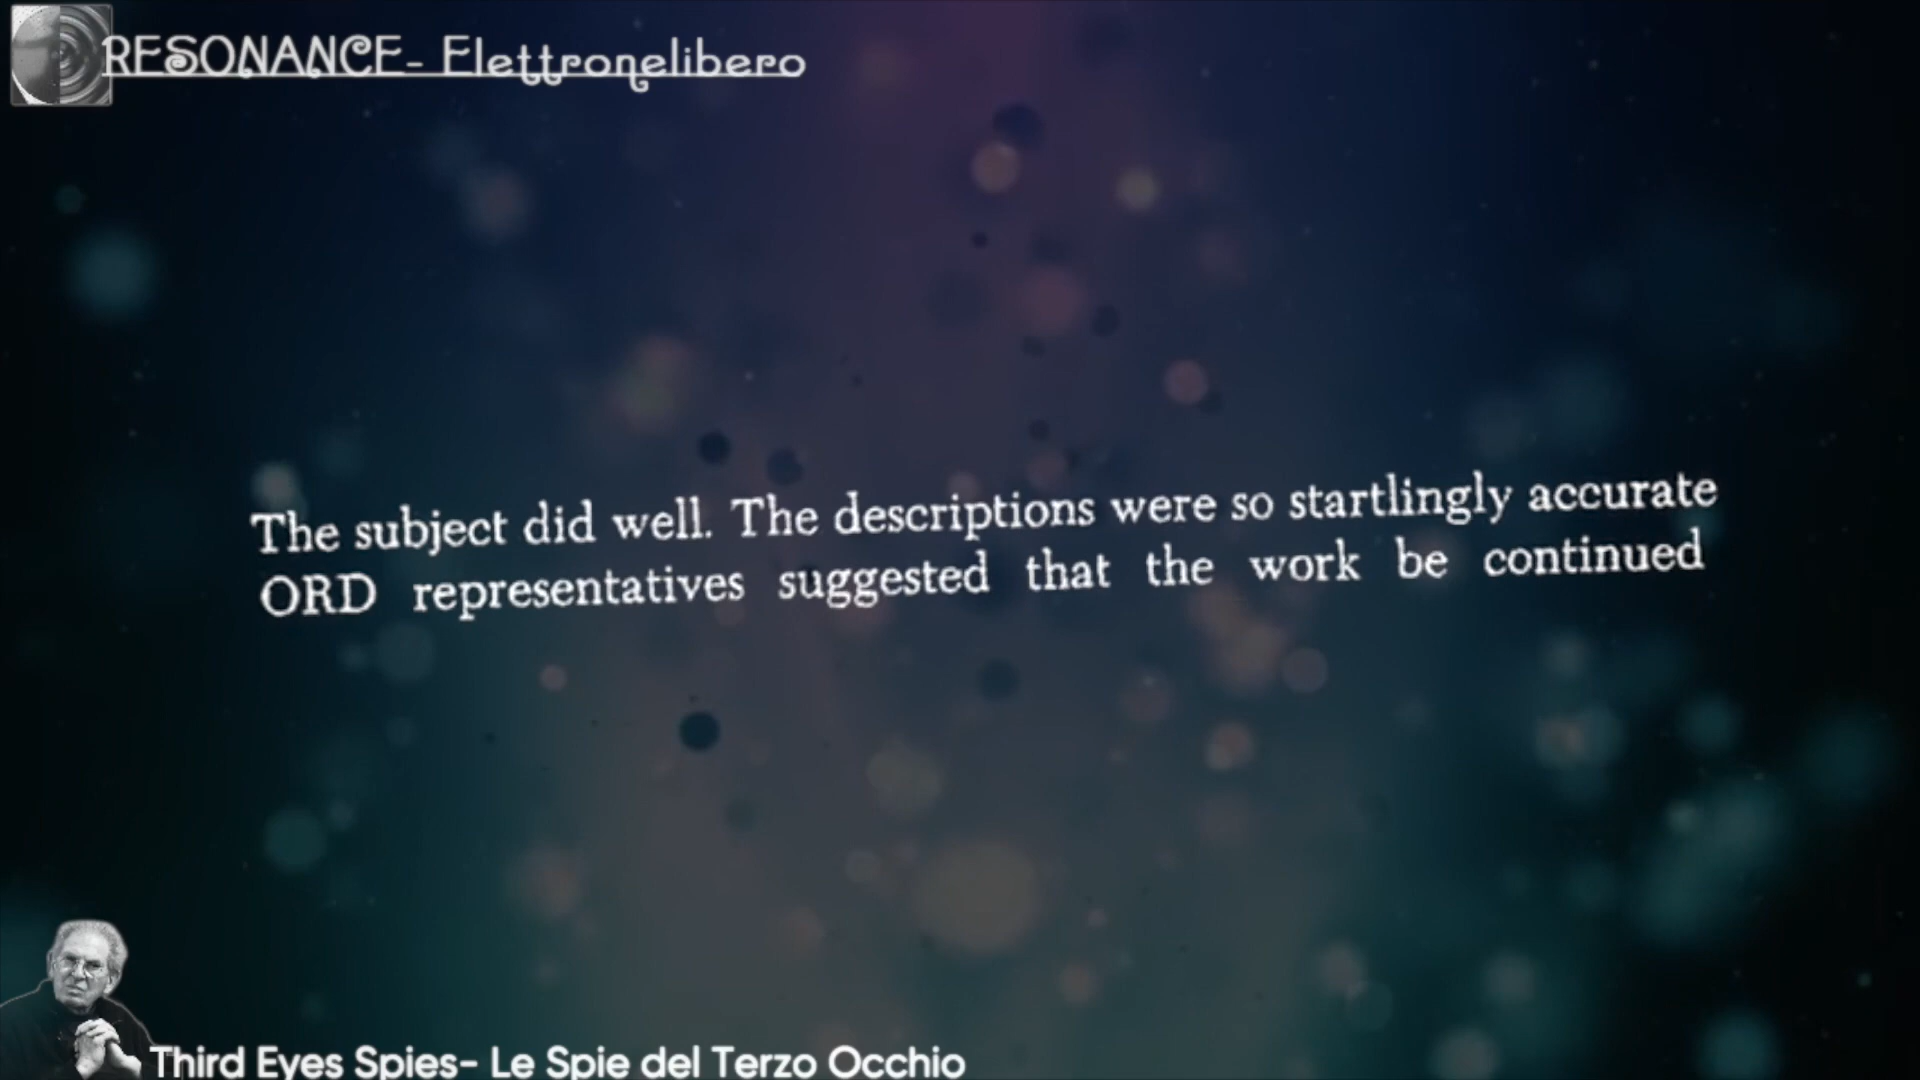 RESONANCE- Elettronelibero
The subject did well. The descriptions were so startlingly accurate
ORD representatives suggested that the work be continued
Third Eyes Spies- Le Spie del Terzo Occhio